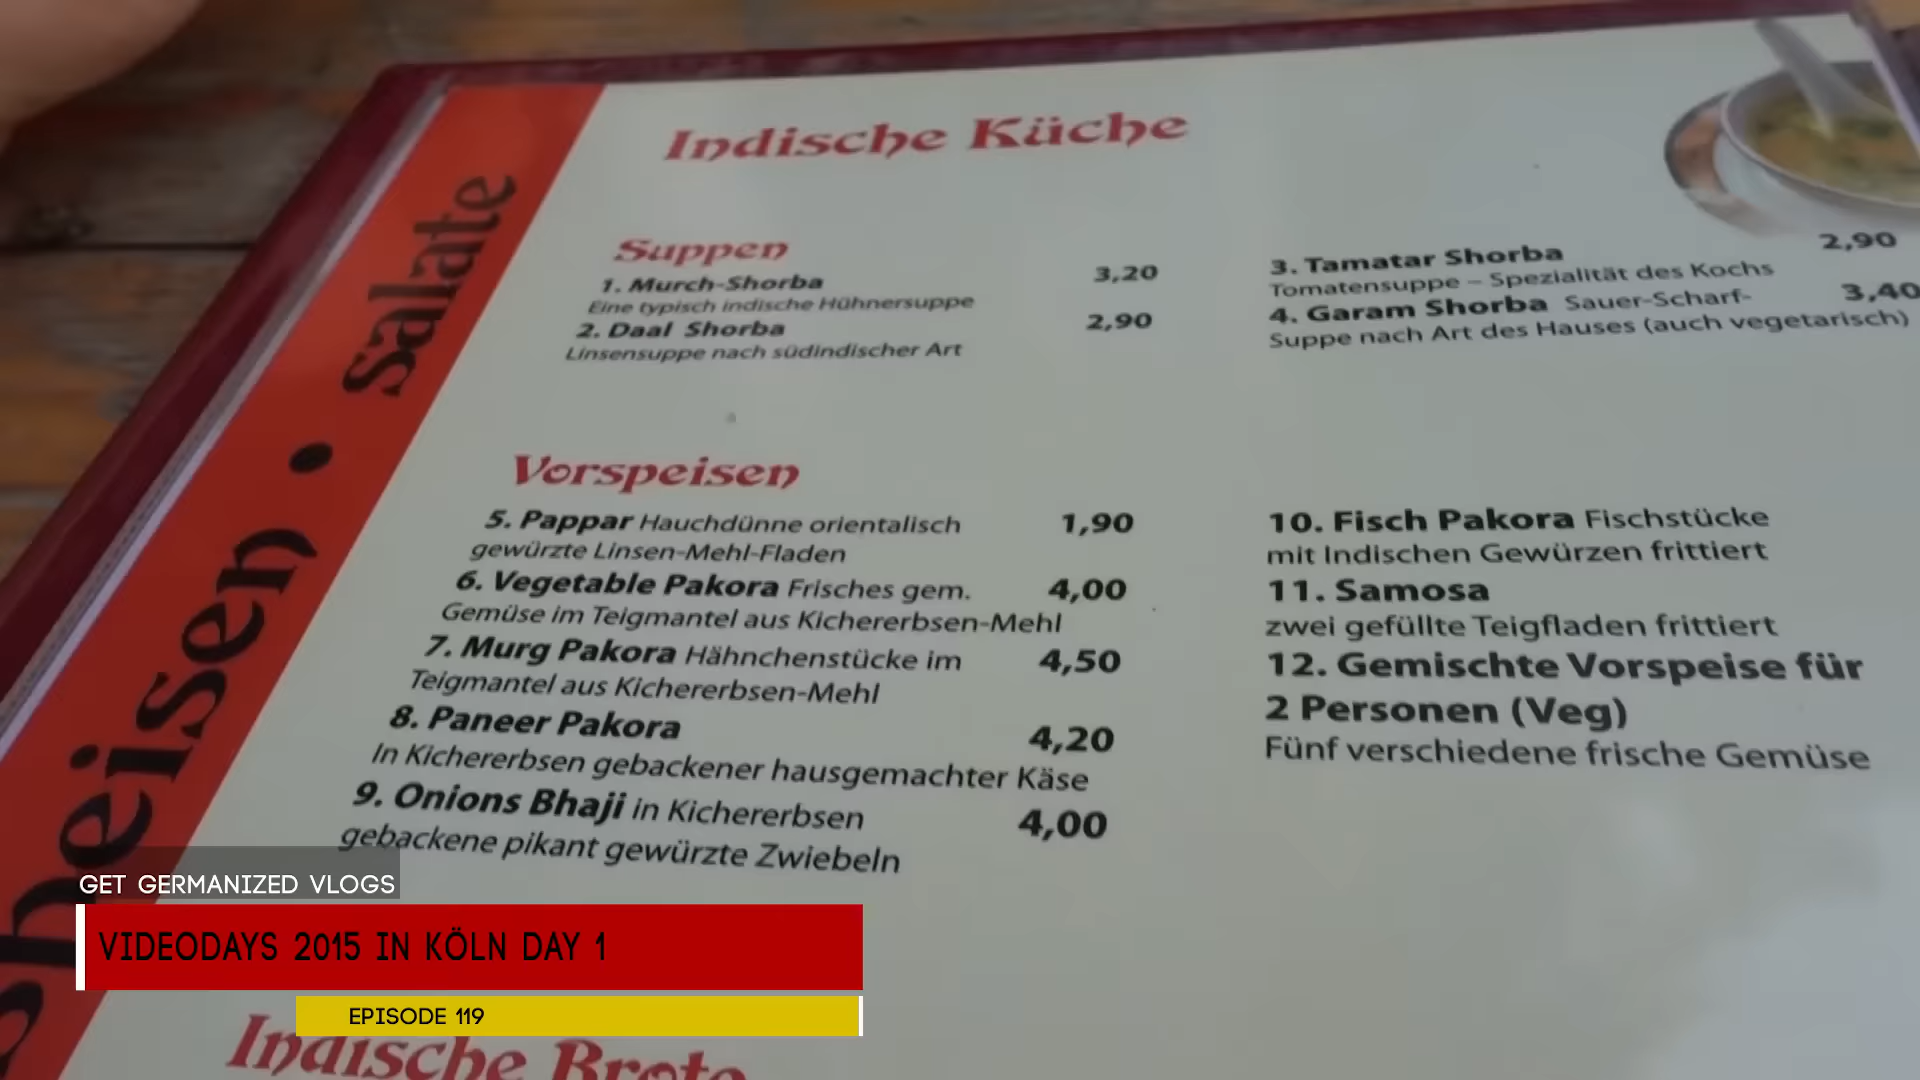 Indische Küche
Suppen
1. Murch-Shorba 3,20
Eine typisch indische Hühnersuppe
2. Daal Shorba 2,90
Linsensuppe nach südindischer Art
3. Tamatar Shorba 2,90
Tomatensuppe – Spezialität des Kochs
4. Garam Shorba Sauer-Scharf- 3,40
Suppe nach Art des Hauses (auch vegetarisch)
Vorspeisen
5. Pappar Hauchdünne orientalisch 1,90
gewürzte Linsen-Mehl-Fladen
6. Vegetable Pakora Frisches gem. 4,00
Gemüse im Teigmantel aus Kichererbsen-Mehl
7. Murg Pakora Hähnchenstücke im 4,50
Teigmantel aus Kichererbsen-Mehl
8. Paneer Pakora 4,20
In Kichererbsen gebackener hausgemachter Käse
9. Onions Bhaji in Kichererbsen 4,00
gebackene pikant gewürzte Zwiebeln
10. Fisch Pakora Fischstücke
mit Indischen Gewürzen frittiert
11. Samosa
zwei gefüllte Teigfladen frittiert
12. Gemischte Vorspeise für
2 Personen (Veg)
Fünf verschiedene frische Gemüse
Indische Brote
peisen • Salate
GET GERMANIZED VLOGS
VIDEODAYS 2015 IN KÖLN DAY 1
EPISODE 119